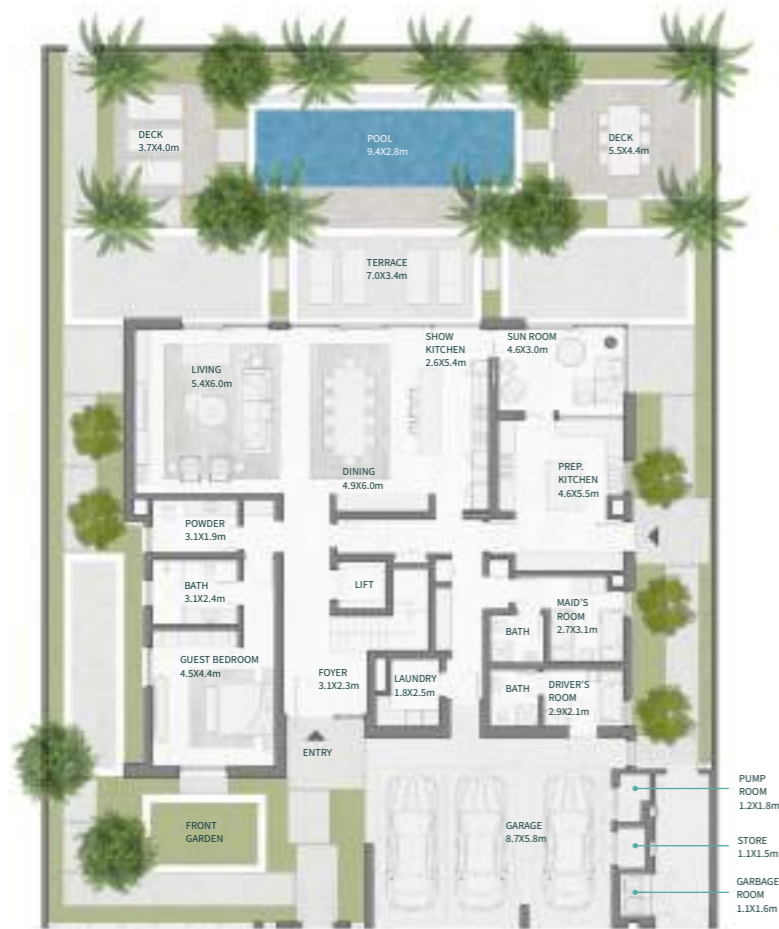 DECK
3.7X4.0m
POOL
9.4X2.8m
DECK
5.5X4.4m
TERRACE
7.0X3.4m
LIVING
5.4X6.0m
SHOW
KITCHEN
2.6X5.4m
SUN ROOM
4.6X3.0m
DINING
4.9X6.0m
PREP.
KITCHEN
4.6X5.5m
POWDER
3.1X1.9m
BATH
3.1X2.4m
LIFT
MAID'S
ROOM
2.7X3.1m
BATH
GUEST BEDROOM
4.5X4.4m
FOYER
3.1X2.3m
LAUNDRY
1.8X2.5m
BATH
DRIVER'S
ROOM
2.9X2.1m
ENTRY
FRONT
GARDEN
GARAGE
8.7X5.8m
PUMP
ROOM
1.2X1.8m
STORE
1.1X1.5m
GARBAGE
ROOM
1.1X1.6m